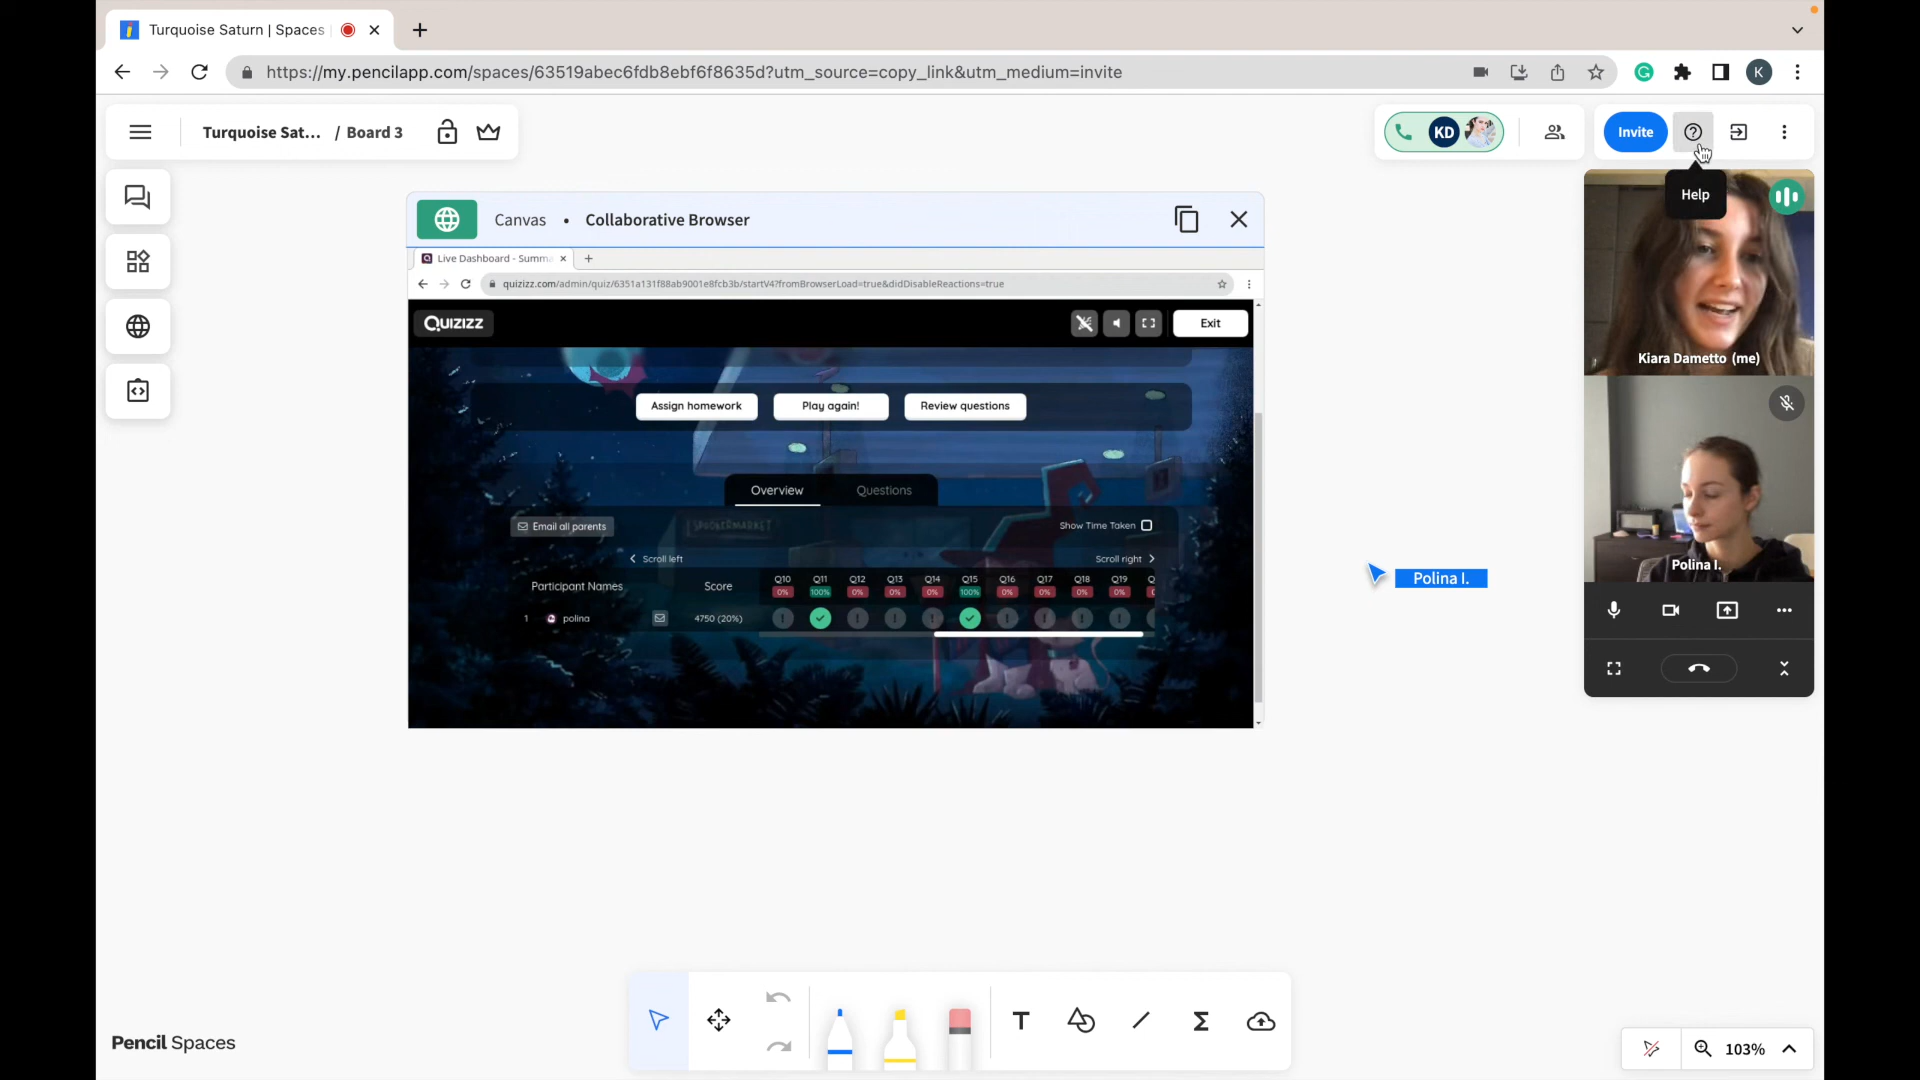 Turquoise Saturn | Spaces
https://my.pencilapp.com/spaces/63519abec6fdb8ebf6f8635d?utm_source=copy_link&utm_medium=invite
K
Turquoise Sat... / Board 3
KD
Invite
Help
Canvas • Collaborative Browser
Live Dashboard - Summa
quizizz.com/admin/quiz/6351a131f88ab9001e8fcb3b/startV4?fromBrowserLoad=true&didDisableReactions=true
Quizizz
Exit
Kiara Dametto (me)
Assign homework
Play again!
Review questions
Overview
Questions
Email all parents
Show Time Taken
Scroll left
Scroll right
Participant Names
Score
Q10 Q11 Q12 Q13 Q14 Q15 Q16 Q17 Q18 Q19 Q
0% 100% 0% 0% 0% 100% 0% 0% 0% 0%
1 polina 4750 (20%)
Polina I.
Polina I.
T
Σ
Pencil Spaces
103%